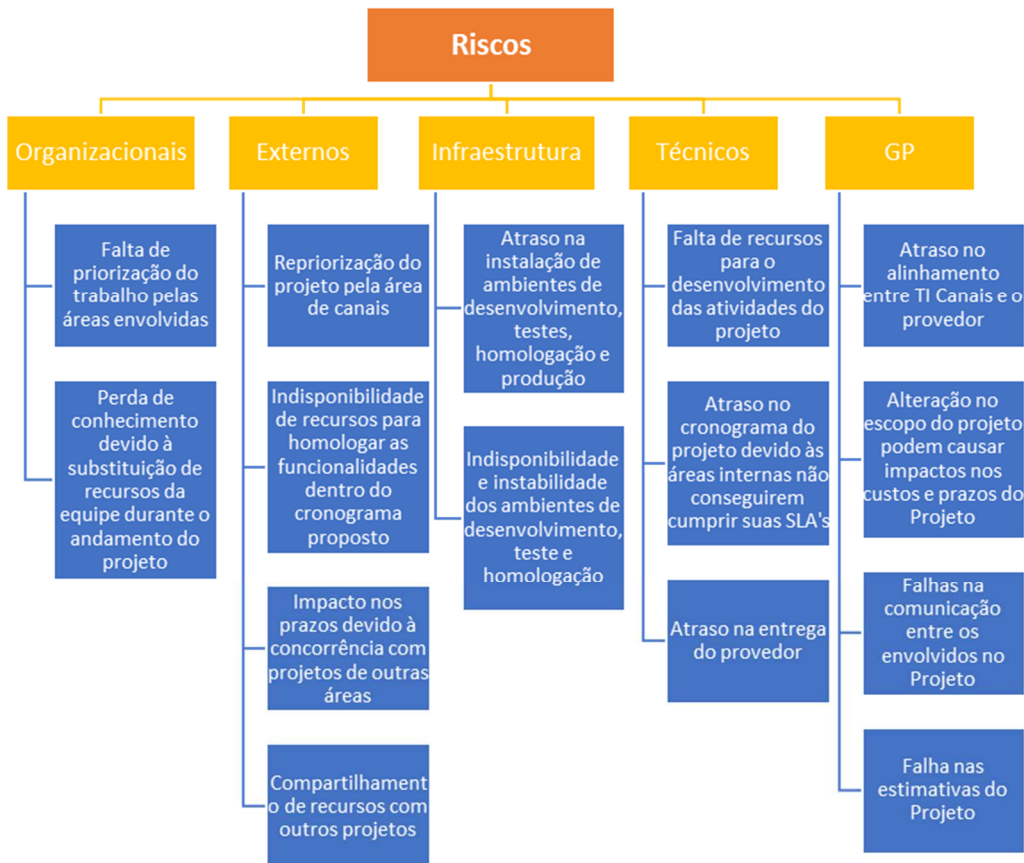 Riscos
Organizacionais
Externos
Infraestrutura
Técnicos
GP
Falta de
priorização do
trabalho pelas
áreas envolvidas
Perda de
conhecimento
devido à
substituição de
recursos da
equipe durante o
andamento do
projeto
Repriorização do
projeto pela área
de canais
Indisponibilidade
de recursos para
homologar as
funcionalidades
dentro do
cronograma
proposto
Impacto nos
prazos devido à
concorrência com
projetos de outras
áreas
Compartilhament
o de recursos com
outros projetos
Atraso na
instalação de
ambientes de
desenvolvimento,
testes,
homologação e
produção
Indisponibilidade
e instabilidade
dos ambientes de
desenvolvimento,
teste e
homologação
Falta de recursos
para o
desenvolvimento
das atividades do
projeto
Atraso no
cronograma do
projeto devido às
áreas internas não
conseguirem
cumprir suas SLA's
Atraso na entrega
do provedor
Atraso no
alinhamento
entre TI Canais e o
provedor
Alteração no
escopo do projeto
podem causar
impactos nos
custos e prazos do
Projeto
Falhas na
comunicação
entre os
envolvidos no
Projeto
Falha nas
estimativas do
Projeto